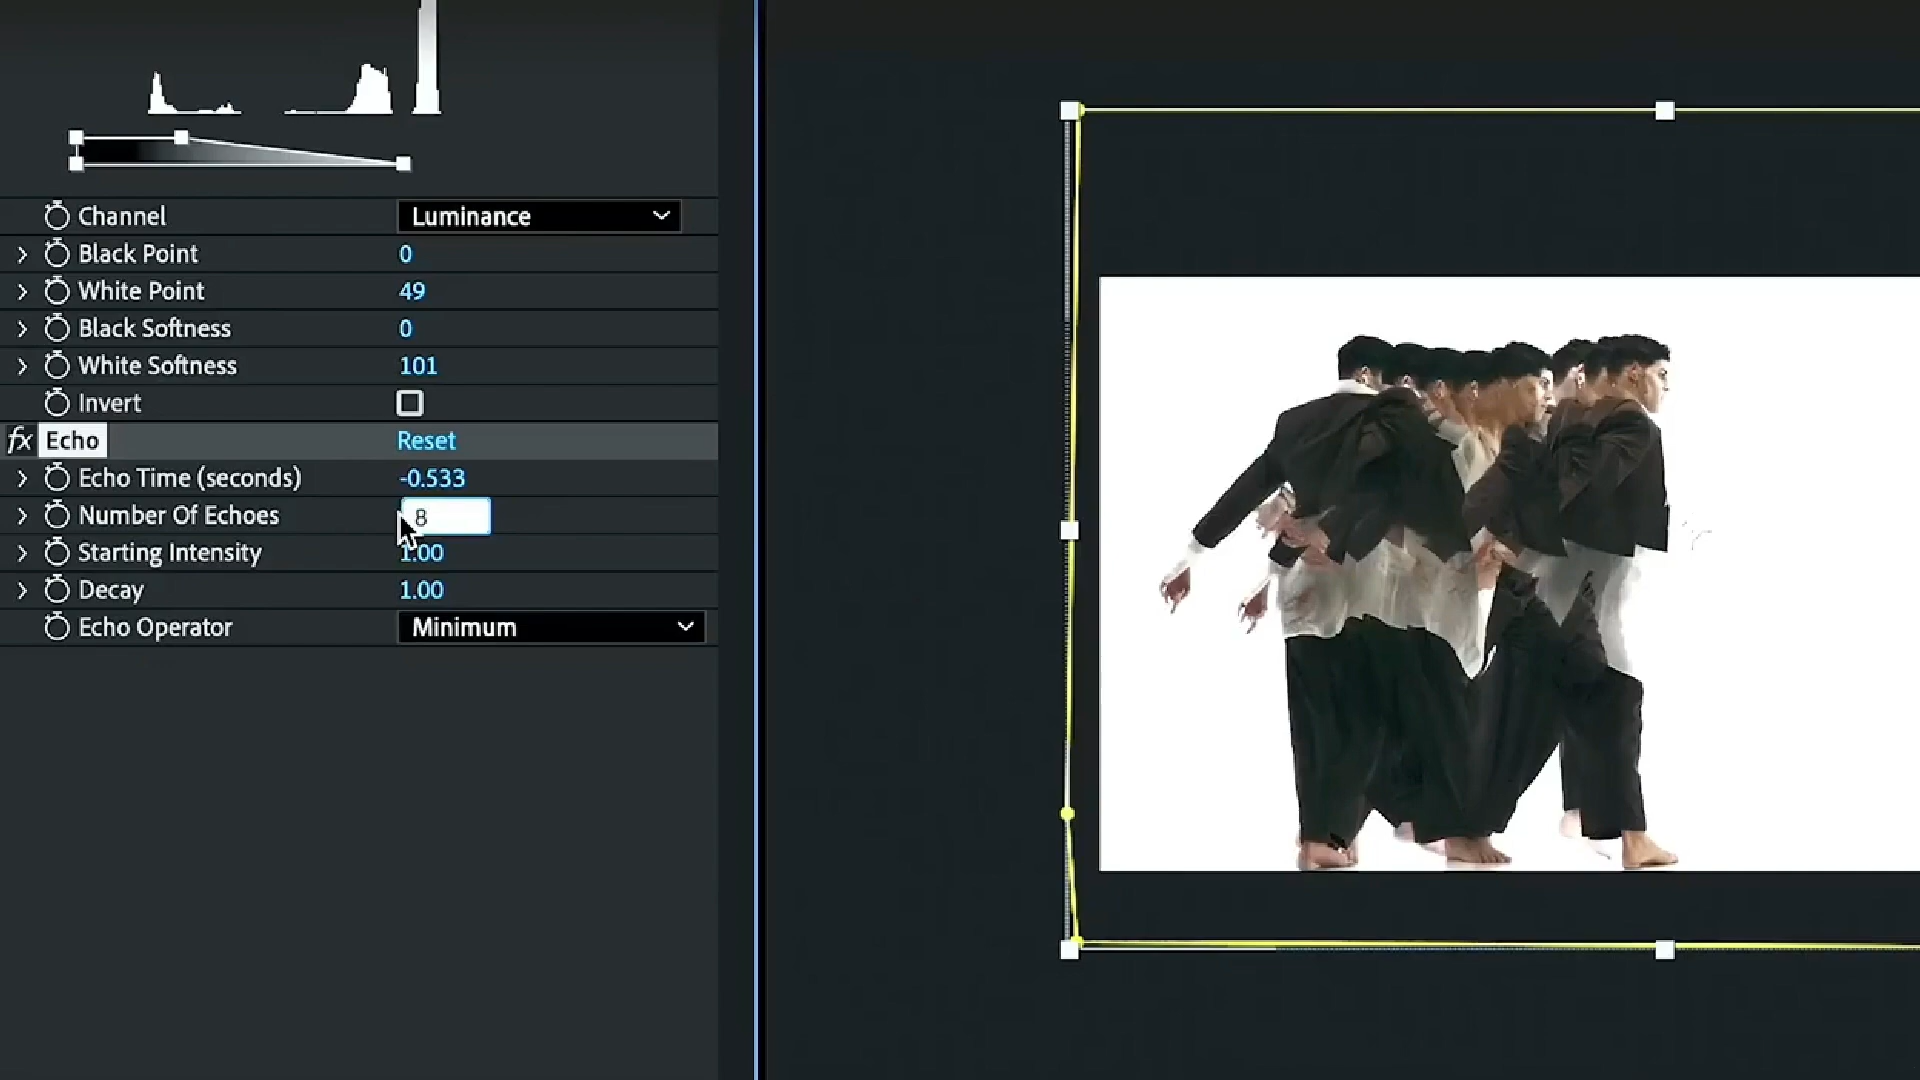 Channel Luminance
Black Point 0
White Point 49
Black Softness 0
White Softness 101
Invert
fx Echo Reset
Echo Time (seconds) -0.533
Number Of Echoes 8
Starting Intensity 1.00
Decay 1.00
Echo Operator Minimum